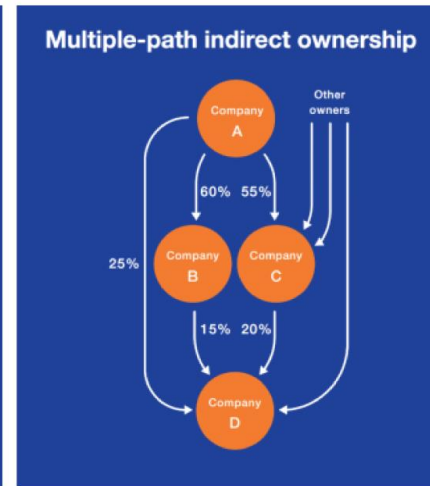 Multiple-path indirect ownership
Other
owners
Company
A
60% 55%
Company
B
Company
C
25%
15% 20%
Company
D